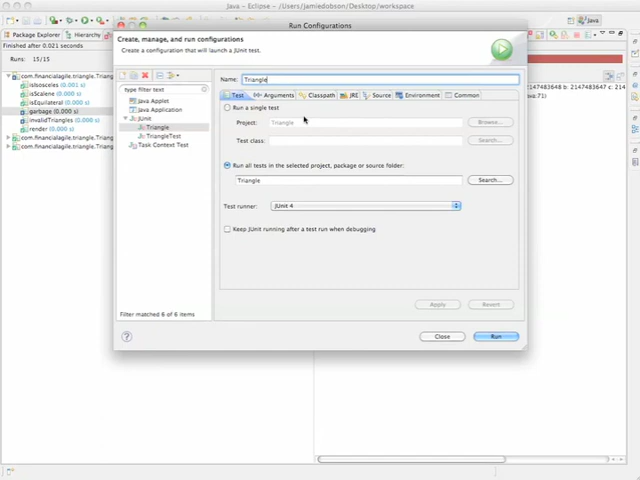 Java - Eclipse - /Users/jamiedobson/Desktop/workspace
Java
Package Explorer
Hierarchy
Finished after 0.021 seconds
Runs: 15/15
com.financialagile.triangle.Triang
isIsosceles (0.001 s)
isScalene (0.000 s)
isEquilateral (0.000 s)
garbage (0.000 s)
invalidTriangles (0.000 s)
render (0.000 s)
com.financialagile.triangle.Triang
com.financialagile.triangle.Triang
Run Configurations
Create, manage, and run configurations
Create a configuration that will launch a JUnit test.
type filter text
Java Applet
Java Application
JUnit
Triangle
TriangleTest
Task Context Test
Filter matched 6 of 6 items
Name: Triangle
Test
Arguments
Classpath
JRE
Source
Environment
Common
Run a single test
Project: Triangle
Browse...
Test class:
Search...
Run all tests in the selected project, package or source folder:
Triangle
Search...
Test runner: JUnit 4
Keep JUnit running after a test run when debugging
Apply
Revert
Close
Run
2147483647 c: 214
va:71)